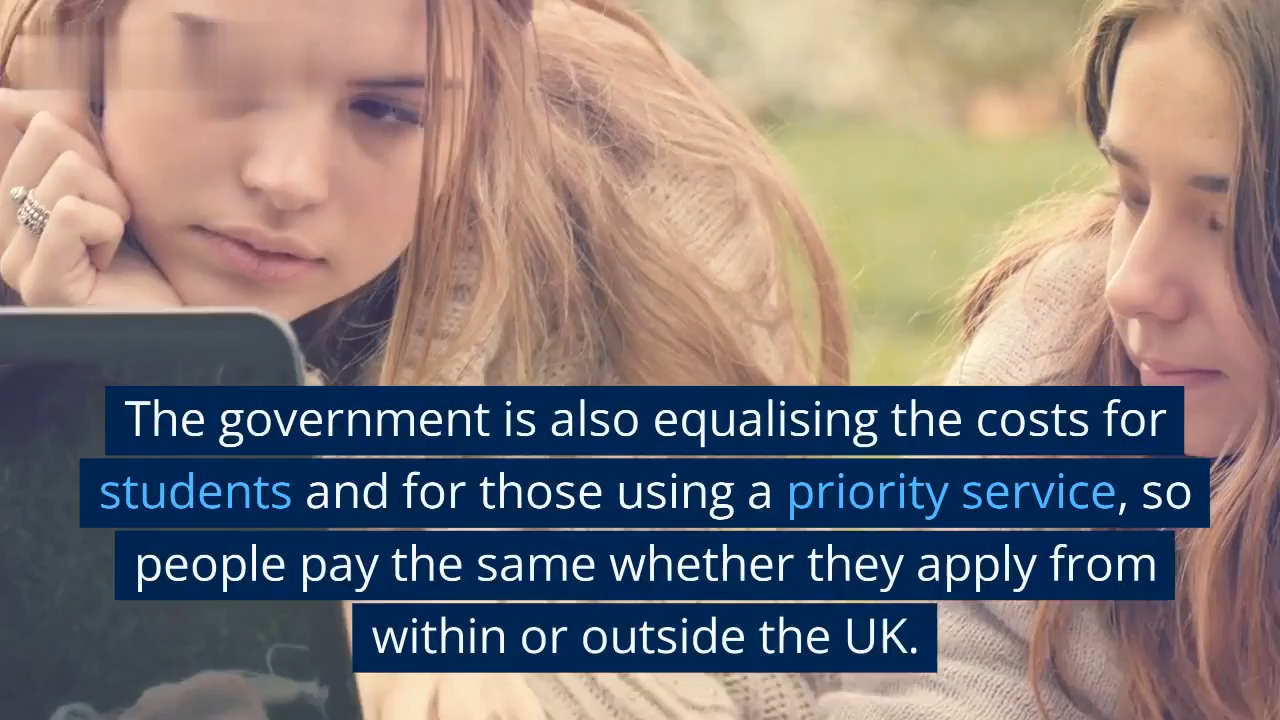 The government is also equalising the costs for
students and for those using a priority service, so
people pay the same whether they apply from
within or outside the UK.